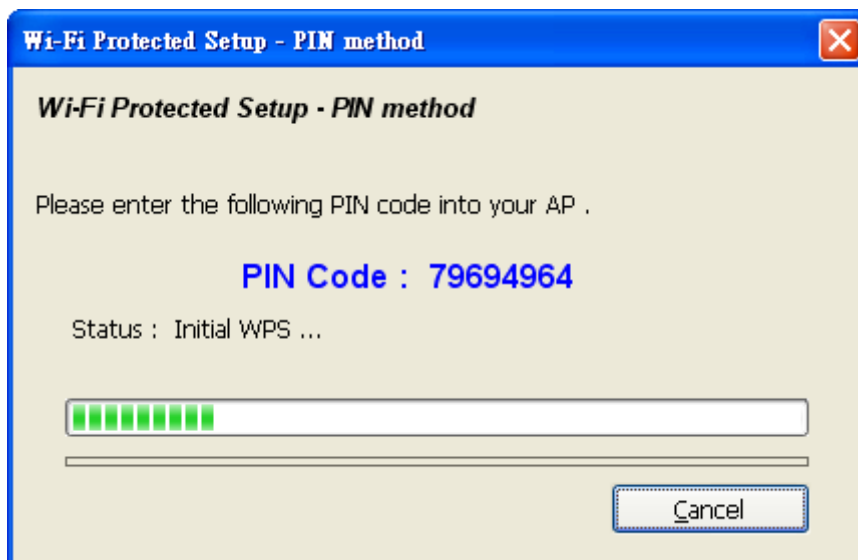 Wi-Fi Protected Setup - PIN method
Wi-Fi Protected Setup - PIN method
Please enter the following PIN code into your AP .
PIN Code : 79694964
Status : Initial WPS ...
Cancel